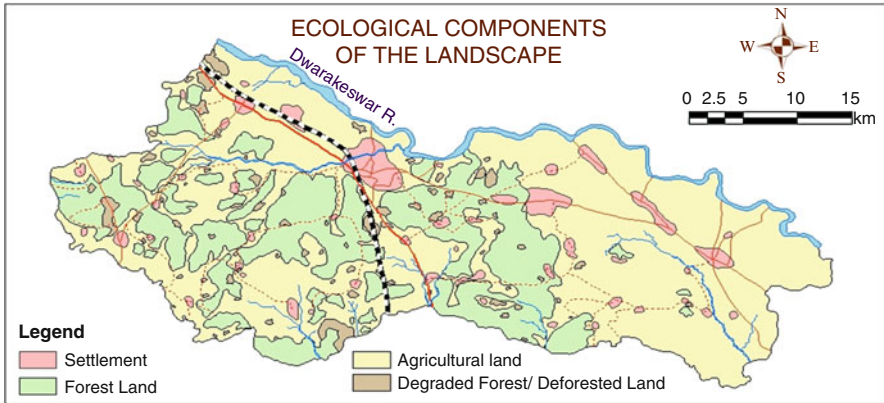 ECOLOGICAL COMPONENTS
OF THE LANDSCAPE
N
W E
S
Dwarakeswar R.
0 2.5 5 10 15
km
Legend
Settlement
Forest Land
Agricultural land
Degraded Forest/ Deforested Land